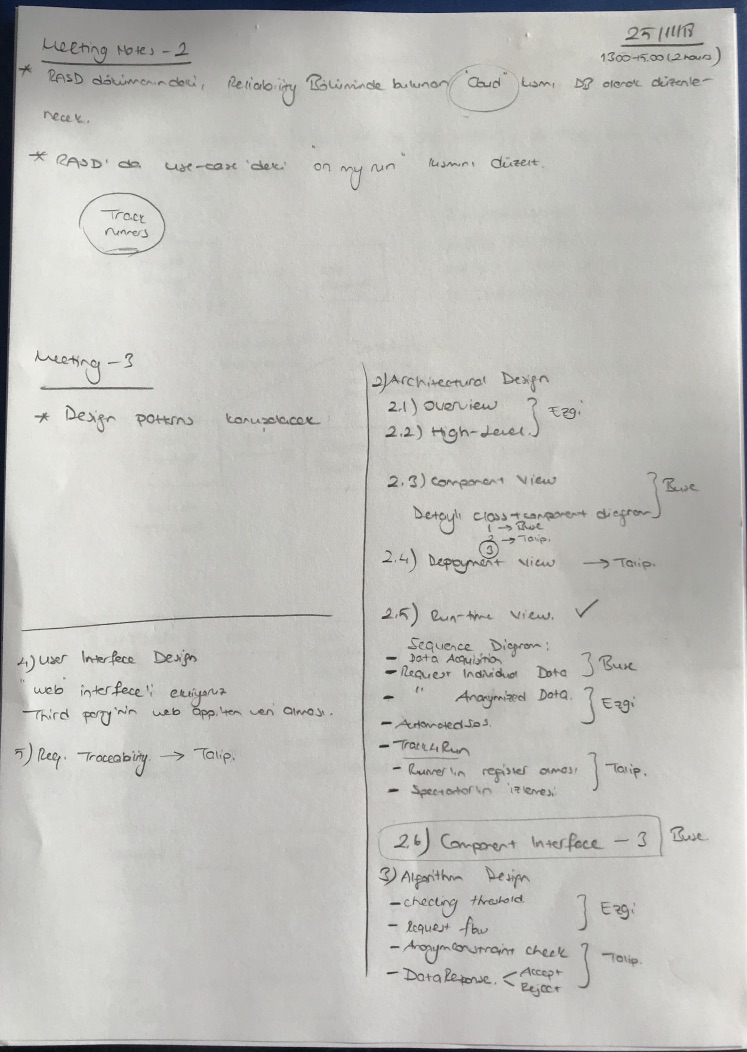 Meeting Notes - 2
25/11/18
13:00-15.00 (2 hours)
* RASD dökümanındaki, Reliability Bölümünde bulunan "Cloud" kısmı DB olarak düzenle-
necek.
* RASD'da use-case'deki "on my run" kısmını düzelt.
Track
runners
Meeting - 3
* Design patterns konuşulacak
4) User Interface Design
"web" interface'i ekliyoruz
- Third party'nin web app'ten veri alması.
5) Req. Traceability. → Talip.
2) Architectural Design
2.1) Overview
2.2) High-Level.
Ezgi
2.3) Component View
Detaylı class + component diagram
Buse
1 → Buse
2 → Talip.
3
2.4) Deployment View → Talip.
2.5) Run-time View. ✓
Sequence Diagram:
- Data Acquisition
- Request Individual Data
Buse
- " Anonymized Data.
- Automated SOS.
Ezgi
- Track4Run
- Runner'ın register olması
- Spectator'ın izlemesi
Talip.
2.6) Component Interface - 3
Buse
3) Algorithm Design
- checking threshold.
- request flow
Ezgi
- Anonym constraint check
- Data Response. < Accept
Reject
Talip.